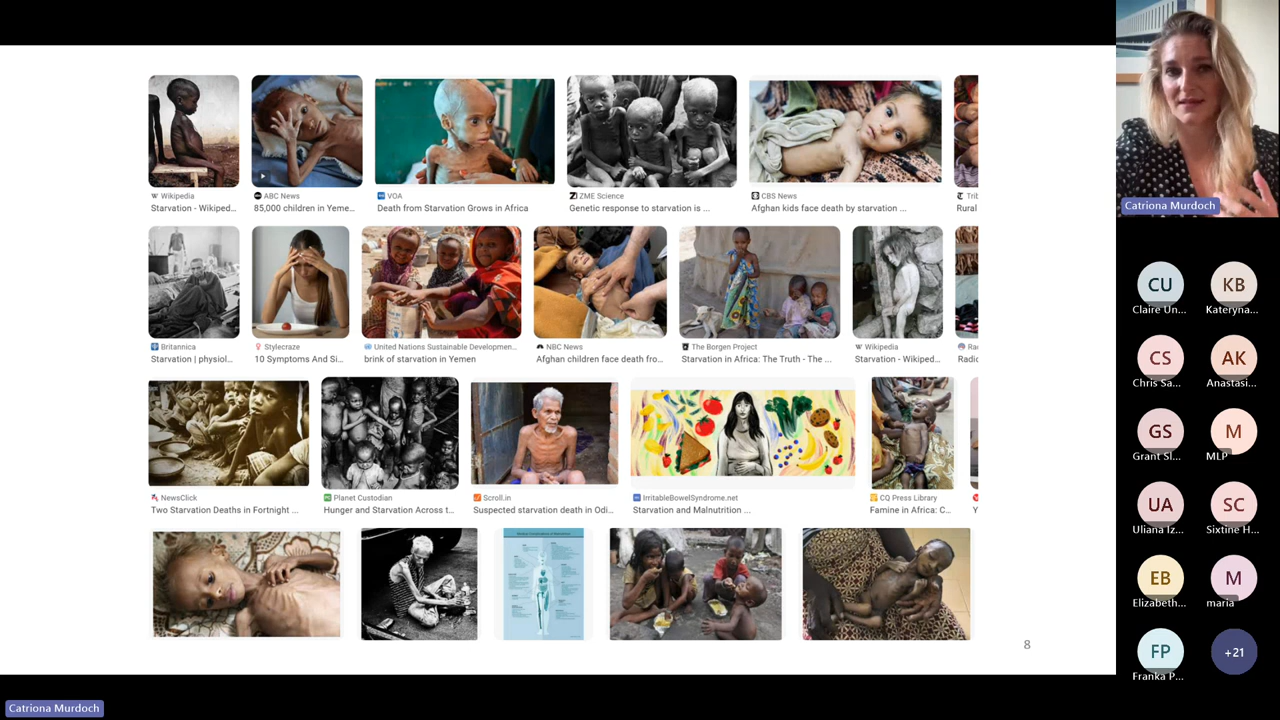 Wikipedia
Starvation - Wikiped...
ABC News
85,000 children in Yeme...
VOA
Death from Starvation Grows in Africa
ZME Science
Genetic response to starvation is ...
CBS News
Afghan kids face death by starvation ...
Trib
Rural
Britannica
Starvation | physiol...
Stylecraze
10 Symptoms And Si...
United Nations Sustainable Developmen...
brink of starvation in Yemen
NBC News
Afghan children face death fro...
The Borgen Project
Starvation in Africa: The Truth - The ...
Wikipedia
Starvation - Wikiped...
Radic
NewsClick
Two Starvation Deaths in Fortnight ...
Planet Custodian
Hunger and Starvation Across t...
Scroll.in
Suspected starvation death in Odi...
IrritableBowelSyndrome.net
Starvation and Malnutrition ...
CQ Press Library
Famine in Africa: C...
Y
8
Catriona Murdoch
CU
Claire Un...
KB
Kateryna...
CS
Chris Sa...
AK
Anastasi...
GS
Grant Sl...
M
MLP
UA
Uliana Iz...
SC
Sixtine H...
EB
Elizabeth...
M
maria
FP
Franka P...
+21
Catriona Murdoch